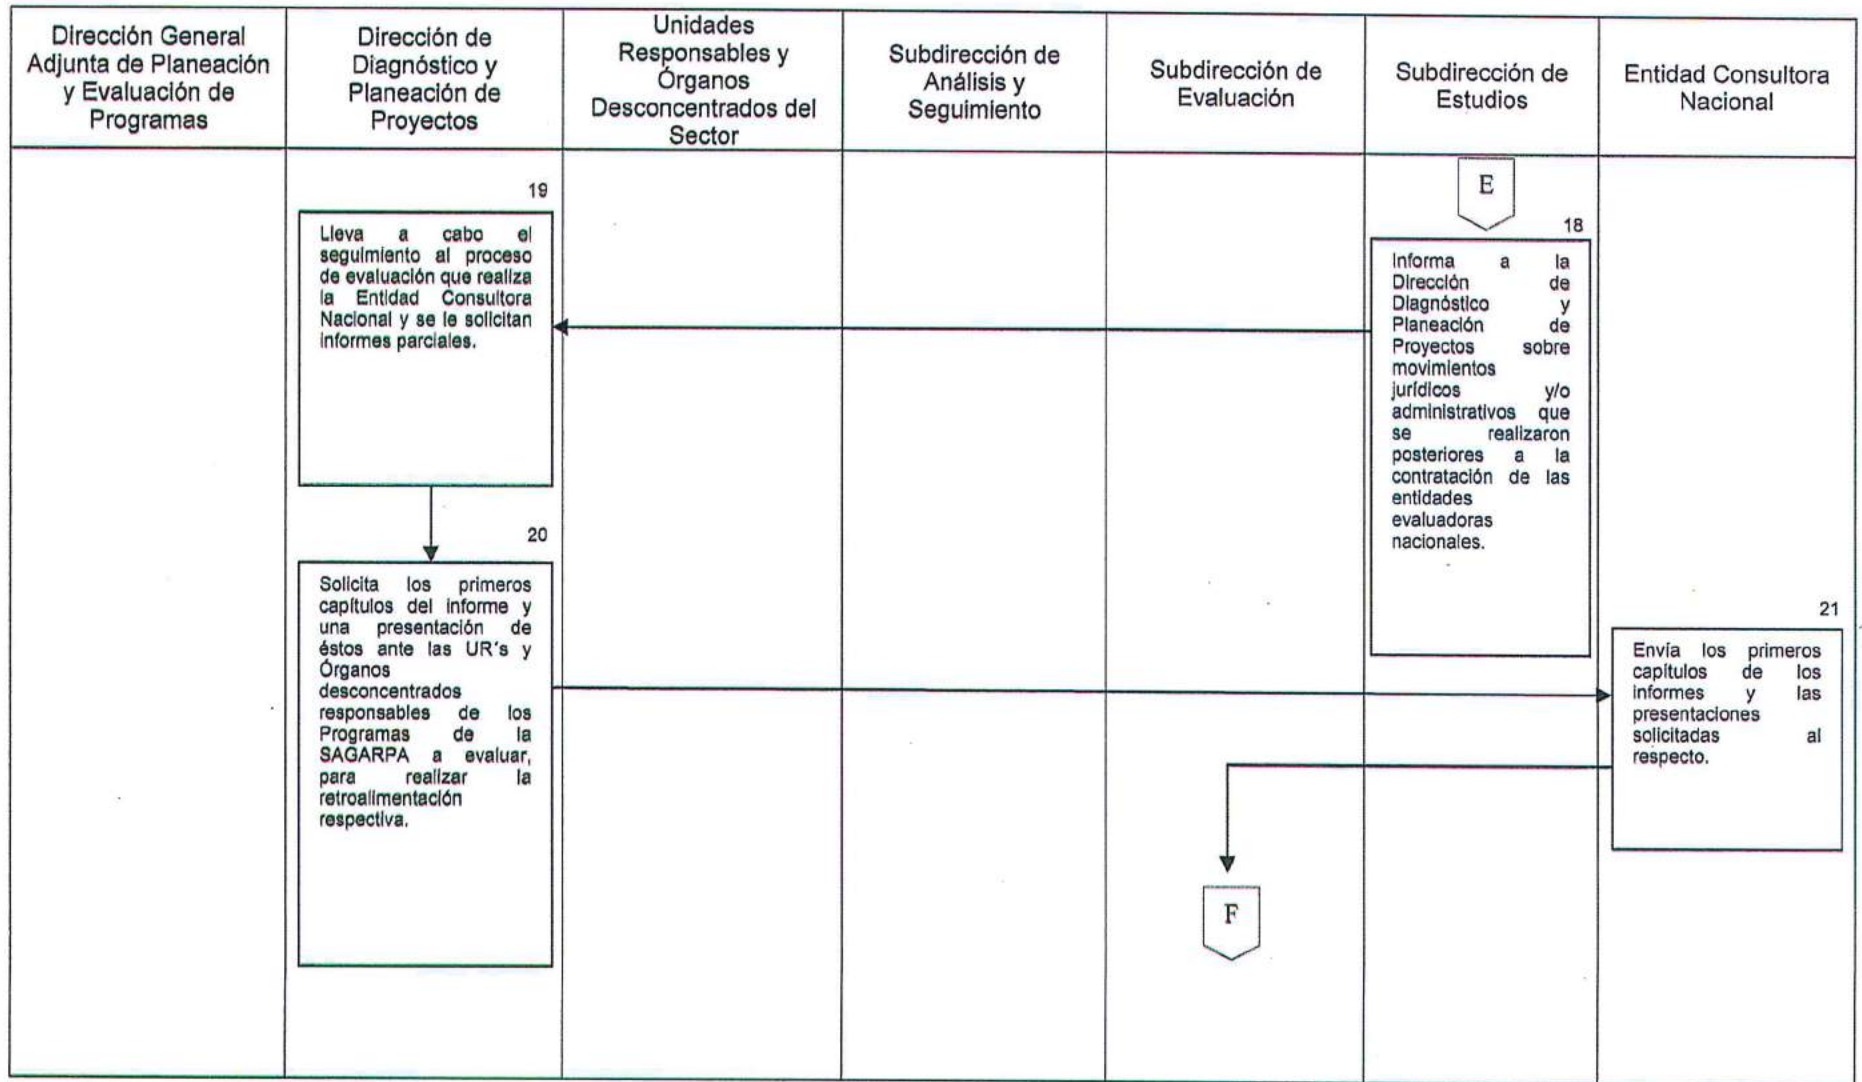 Dirección General
Adjunta de Planeación
y Evaluación de
Programas
Dirección de
Diagnóstico y
Planeación de
Proyectos
Unidades
Responsables y
Órganos
Desconcentrados del
Sector
Subdirección de
Análisis y
Seguimiento
Subdirección de
Evaluación
Subdirección de
Estudios
Entidad Consultora
Nacional
E
18
Informa a la
Dirección de
Diagnóstico y
Planeación de
Proyectos sobre
movimientos
jurídicos y/o
administrativos que
se realizaron
posteriores a la
contratación de las
entidades
evaluadoras
nacionales.
19
Lleva a cabo el
seguimiento al proceso
de evaluación que realiza
la Entidad Consultora
Nacional y se le solicitan
informes parciales.
20
Solicita los primeros
capítulos del informe y
una presentación de
éstos ante las UR's y
Órganos
desconcentrados
responsables de los
Programas de la
SAGARPA a evaluar,
para realizar la
retroalimentación
respectiva.
21
Envía los primeros
capítulos de los
informes y las
presentaciones
solicitadas al
respecto.
F